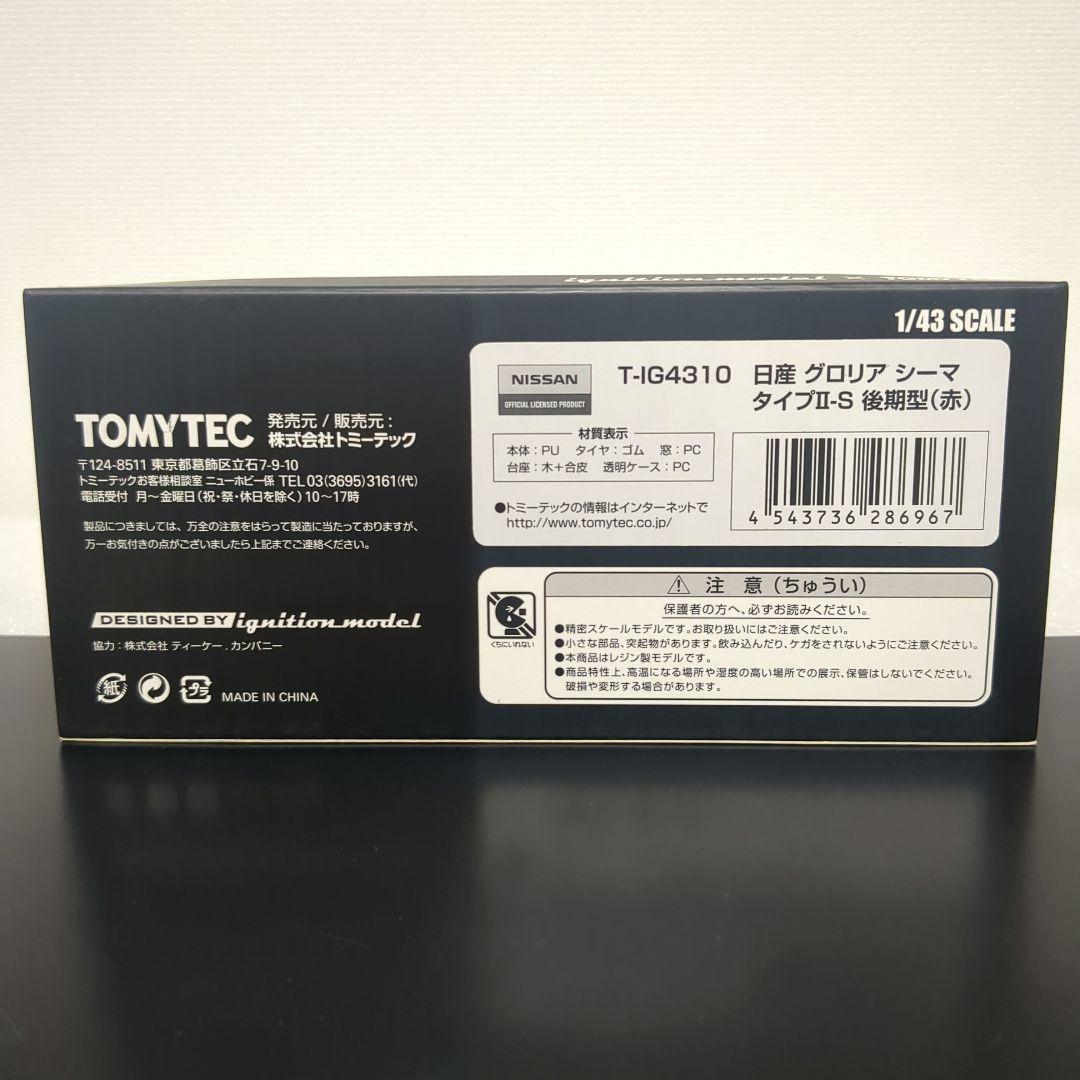 ignition model
1/43 SCALE
NISSAN
OFFICIAL LICENSED PRODUCT
T-IG4310 日産 グロリア シーマ
タイプII-S 後期型(赤)
材質表示
本体:PU タイヤ:ゴム 窓:PC
台座:木+合皮 透明ケース:PC
●トミーテックの情報はインターネットで
http://www.tomytec.co.jp/
4 543736 286967
TOMYTEC 発売元 / 販売元:
株式会社トミーテック
〒124-8511 東京都葛飾区立石7-9-10
トミーテックお客様相談室 ニューホビー係 TEL 03(3695)3161(代)
電話受付 月~金曜日(祝・祭・休日を除く)10~17時
製品につきましては、万全の注意をはらって製造に当たっておりますが、
万一お気付きの点がございましたら上記までご連絡ください。
DESIGNED BY ignition model
協力:株式会社 ティーケー.カンパニー
紙 プラ MADE IN CHINA
⚠ 注 意(ちゅうい)
保護者の方へ、必ずお読みください。
くちにいれない
●精密スケールモデルです。お取り扱いにはご注意ください。
●小さな部品、突起物があります。飲み込んだり、ケガをされないようにご注意ください。
●本商品はレジン製モデルです。
●商品特性上、高温になる場所や湿度の高い場所での展示、保管はしないでください。
破損や変形する場合があります。